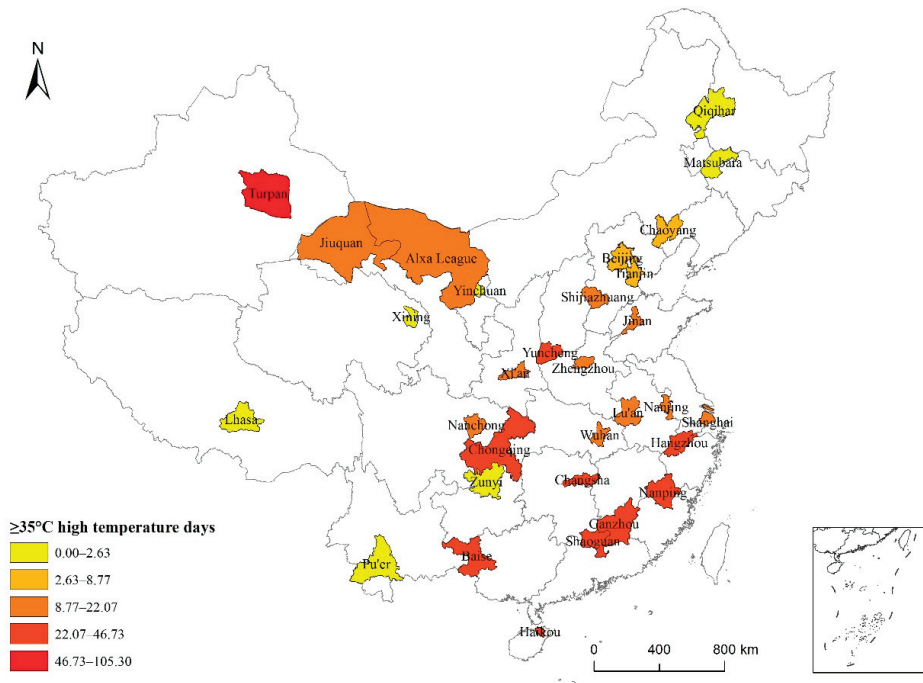 N
Qiqihar
Matsubara
Turpan
Chaoyang
Jiuquan
Alxa League
Beijing
Tianjin
Yinchuan
Shijiazhuang
Xining
Jinan
Yuncheng
Zhengzhou
Xi'an
Lhasa
Nanchong
Lu'an
Nanjing
Shanghai
Wuhan
Hangzhou
Chongqing
Zunyi
Changsha
Nanping
Ganzhou
Shaoguan
Baise
Pu'er
Haikou
≥35°C high temperature days
0.00–2.63
2.63–8.77
8.77–22.07
22.07–46.73
46.73–105.30
0 400 800 km